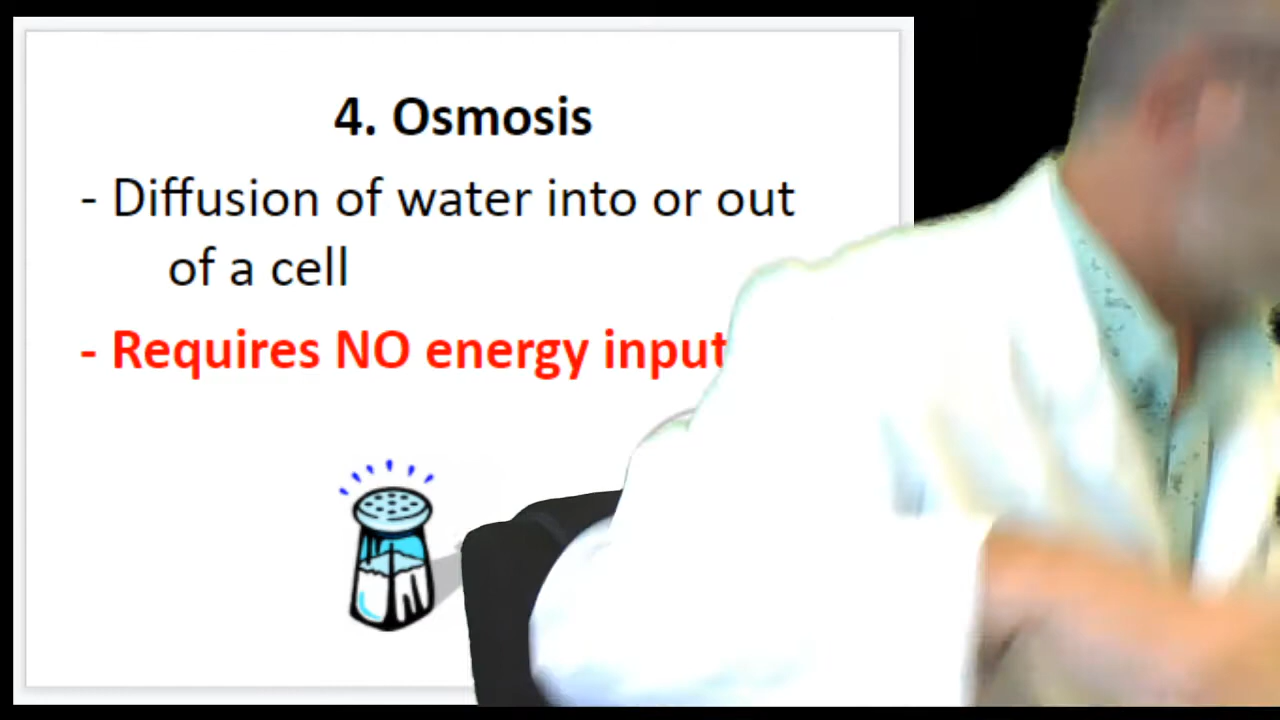 4. Osmosis
- Diffusion of water into or out
of a cell
- Requires NO energy input